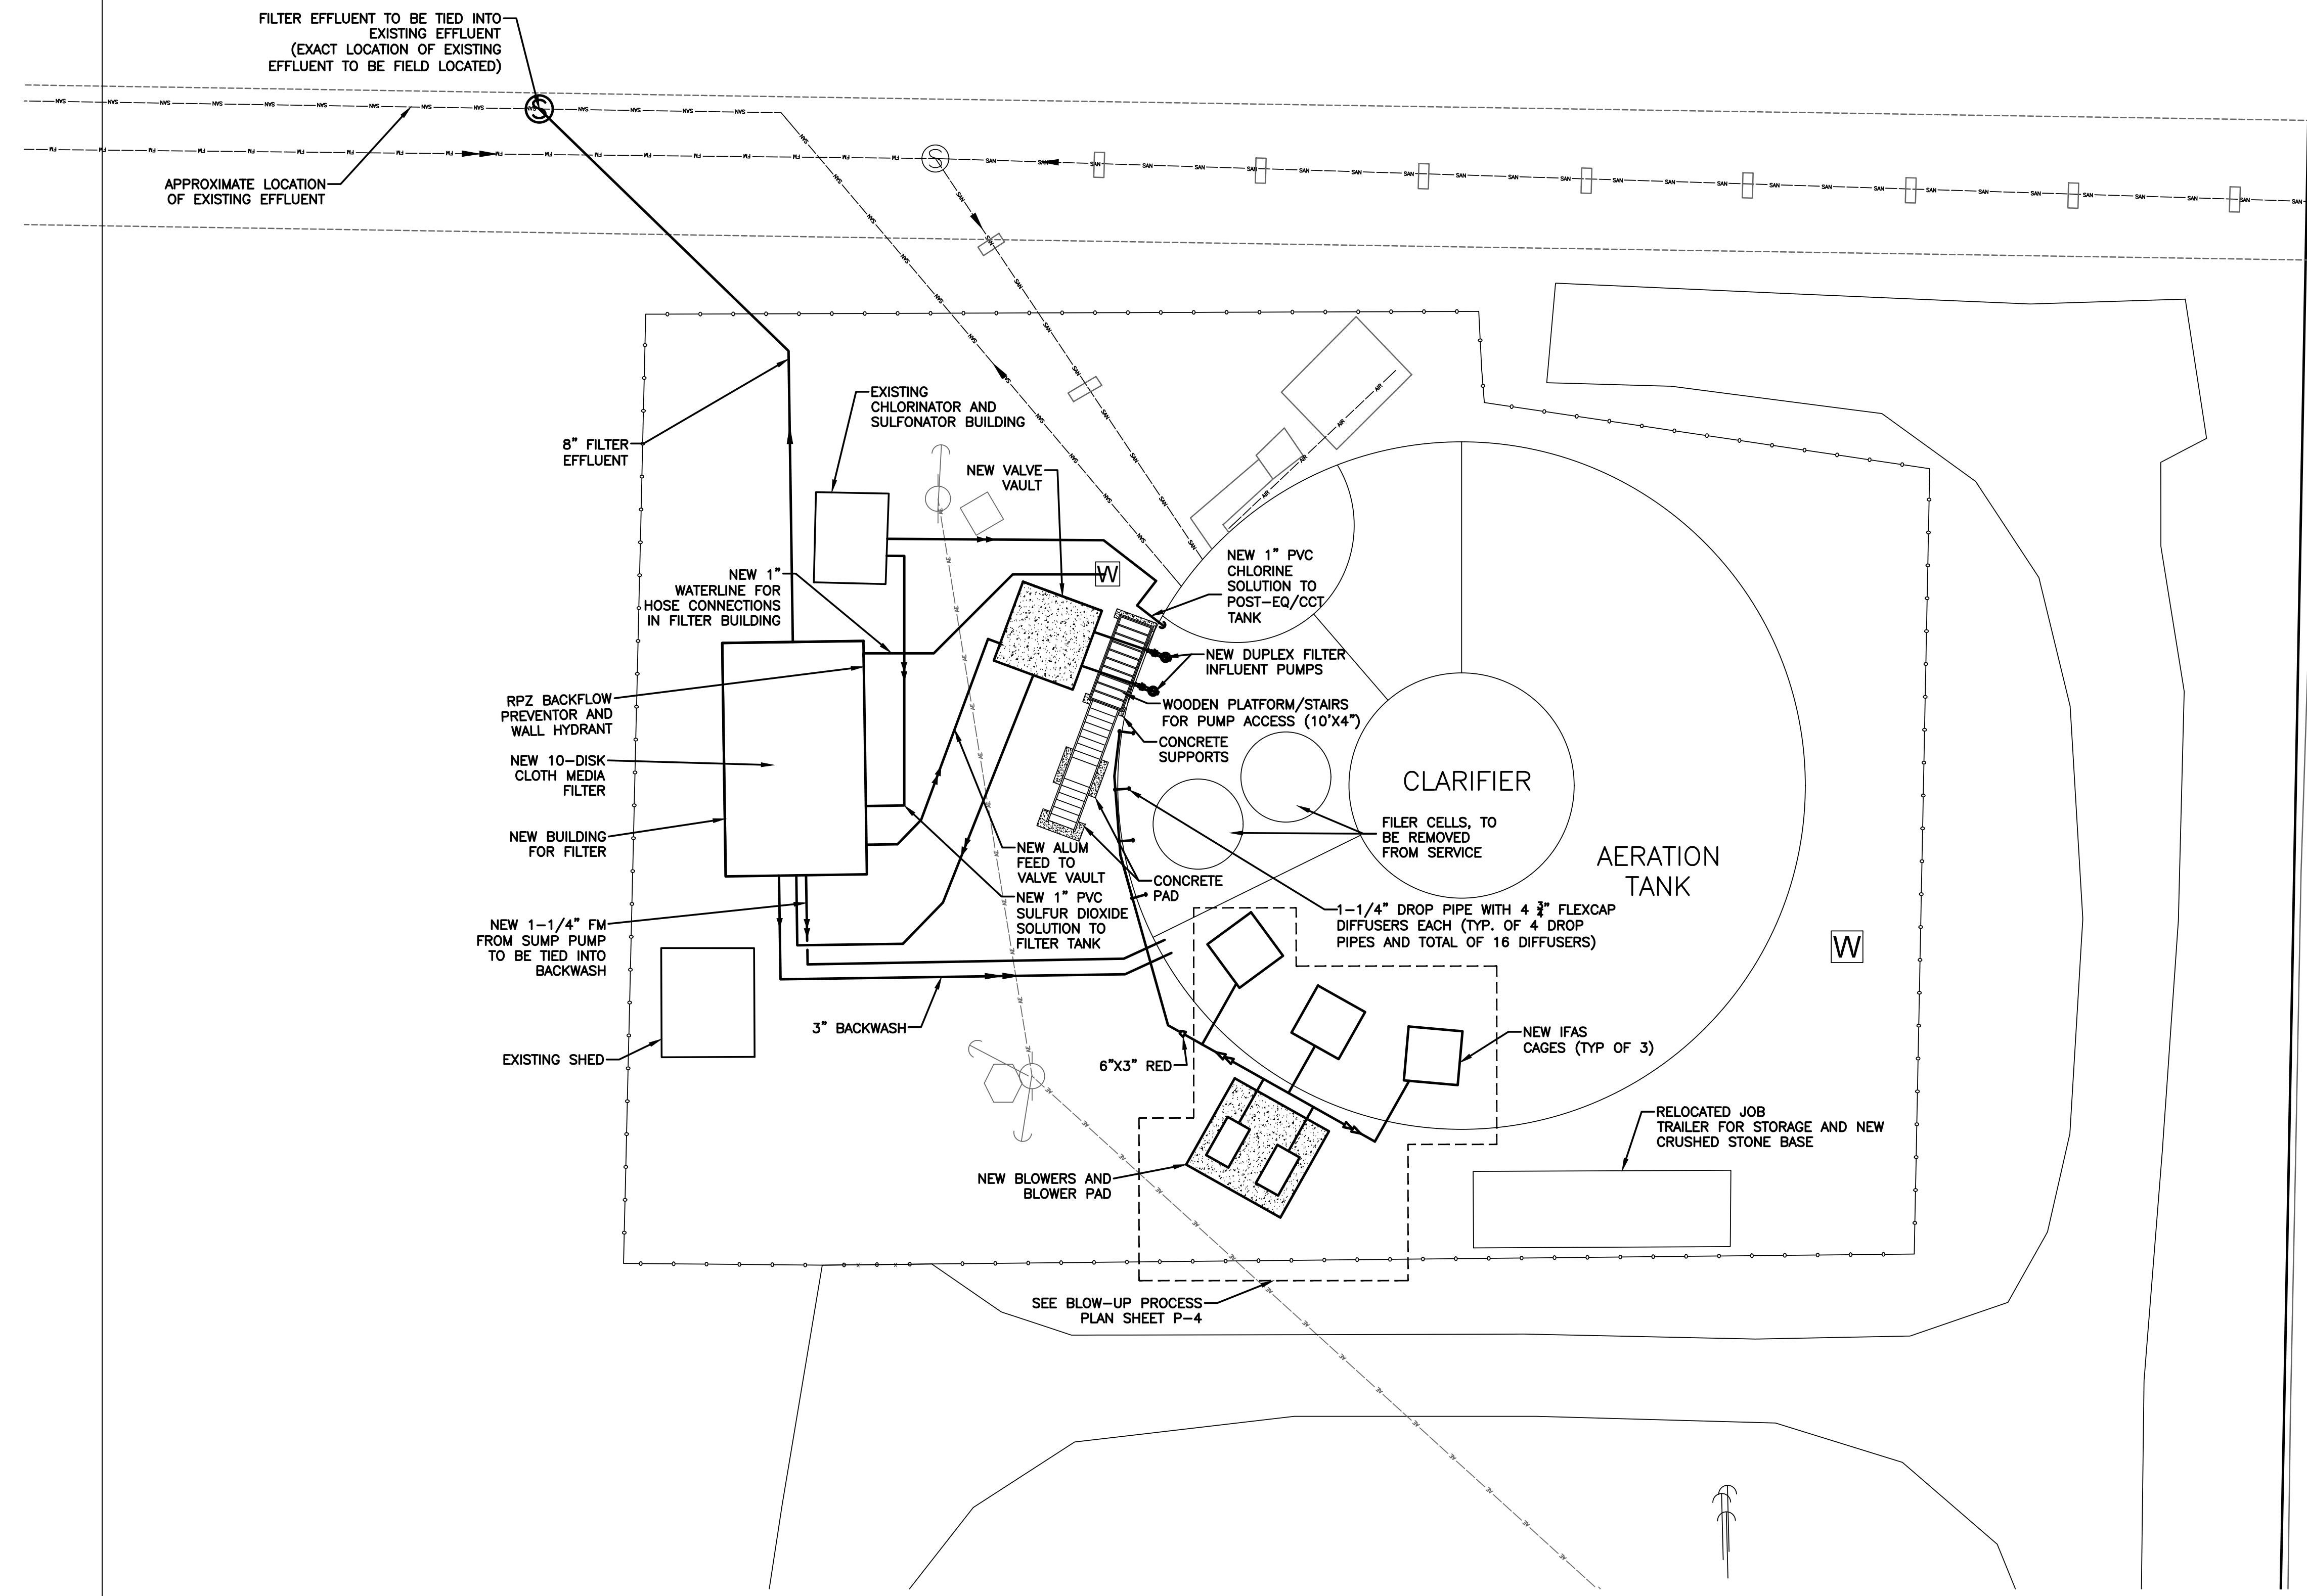 FILTER EFFLUENT TO BE TIED INTO
EXISTING EFFLUENT
(EXACT LOCATION OF EXISTING
EFFLUENT TO BE FIELD LOCATED)
APPROXIMATE LOCATION
OF EXISTING EFFLUENT
S
S
SAN
FM
8" FILTER
EFFLUENT
EXISTING
CHLORINATOR AND
SULFONATOR BUILDING
NEW VALVE
VAULT
AIR
AIR
AIR
NEW 1" PVC
CHLORINE
SOLUTION TO
POST-EQ/CCT
TANK
W
NEW 1"
WATERLINE FOR
HOSE CONNECTIONS
IN FILTER BUILDING
NEW DUPLEX FILTER
INFLUENT PUMPS
RPZ BACKFLOW
PREVENTOR AND
WALL HYDRANT
WOODEN PLATFORM/STAIRS
FOR PUMP ACCESS (10'X4")
CONCRETE
SUPPORTS
NEW 10-DISK
CLOTH MEDIA
FILTER
CLARIFIER
NEW BUILDING
FOR FILTER
FILER CELLS, TO
BE REMOVED
FROM SERVICE
AERATION
TANK
NEW ALUM
FEED TO
VALVE VAULT
CONCRETE
PAD
NEW 1" PVC
SULFUR DIOXIDE
SOLUTION TO
FILTER TANK
1-1/4" DROP PIPE WITH 4 3/4" FLEXCAP
DIFFUSERS EACH (TYP. OF 4 DROP
PIPES AND TOTAL OF 16 DIFFUSERS)
W
NEW 1-1/4" FM
FROM SUMP PUMP
TO BE TIED INTO
BACKWASH
3" BACKWASH
EXISTING SHED
6"X3" RED
NEW IFAS
CAGES (TYP OF 3)
RELOCATED JOB
TRAILER FOR STORAGE AND NEW
CRUSHED STONE BASE
NEW BLOWERS AND
BLOWER PAD
SEE BLOW-UP PROCESS
PLAN SHEET P-4
AE